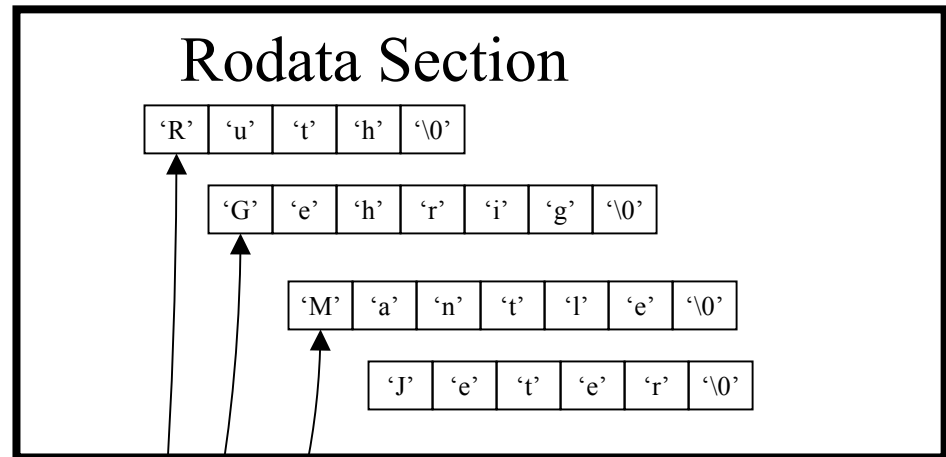 Rodata Section
‘R’ ‘u’ ‘t’ ‘h’ ‘\0’
‘G’ ‘e’ ‘h’ ‘r’ ‘i’ ‘g’ ‘\0’
‘M’ ‘a’ ‘n’ ‘t’ ‘l’ ‘e’ ‘\0’
‘J’ ‘e’ ‘t’ ‘e’ ‘r’ ‘\0’